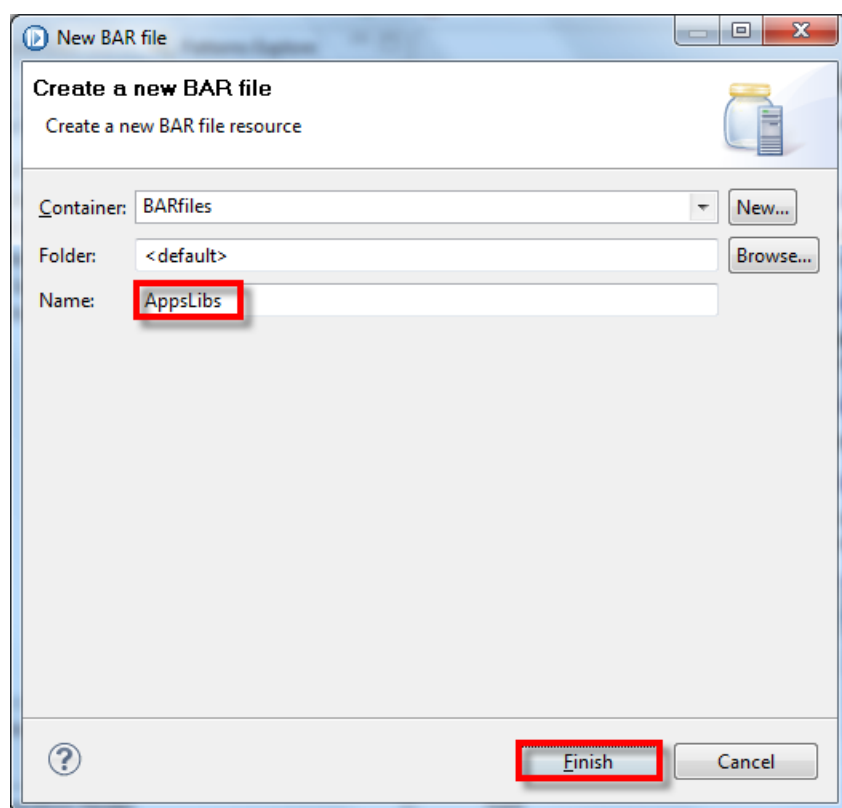 New BAR file
Create a new BAR file
Create a new BAR file resource
Container: BARfiles New...
Folder: <default> Browse...
Name: AppsLibs
Finish Cancel